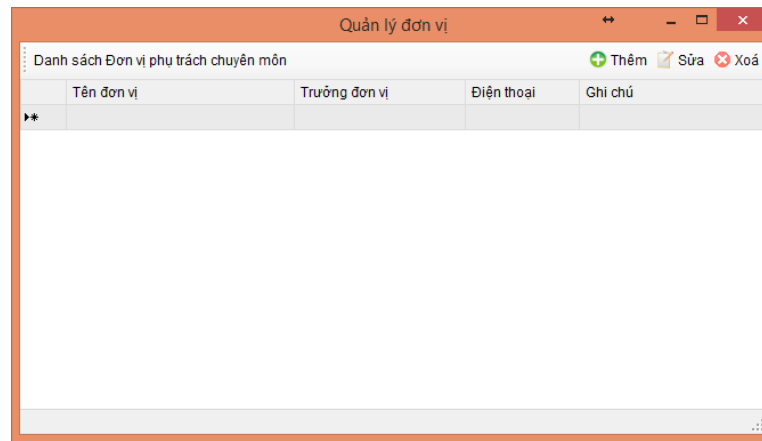 Quản lý đơn vị
Danh sách Đơn vị phụ trách chuyên môn Thêm Sửa Xoá
Tên đơn vị Trưởng đơn vị Điện thoại Ghi chú